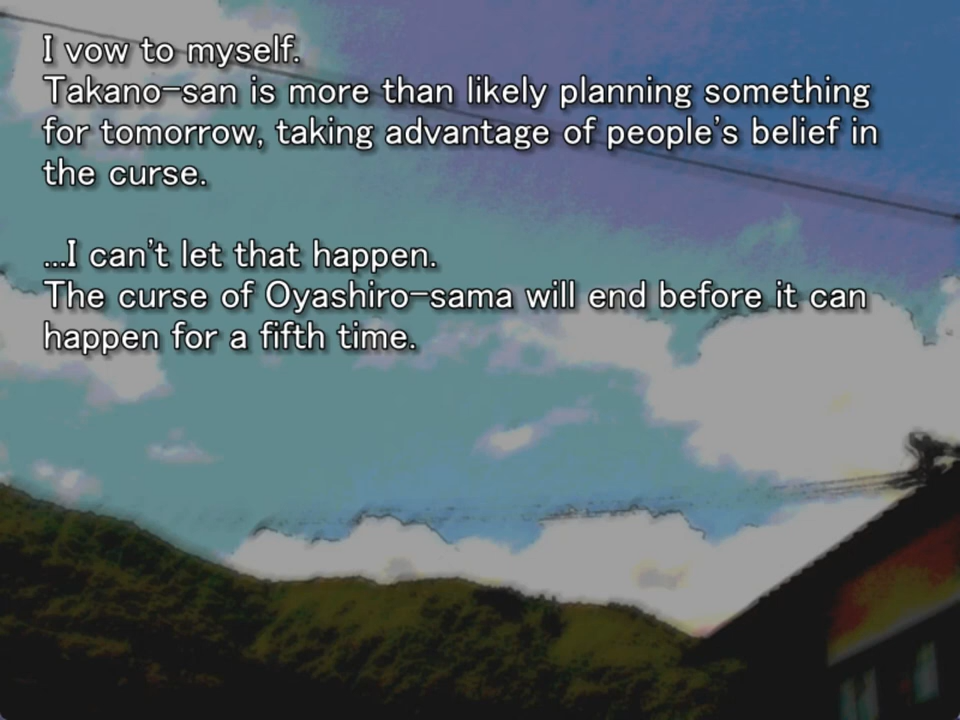 I vow to myself.
Takano-san is more than likely planning something
for tomorrow, taking advantage of people's belief in
the curse.
...I can't let that happen.
The curse of Oyashiro-sama will end before it can
happen for a fifth time.